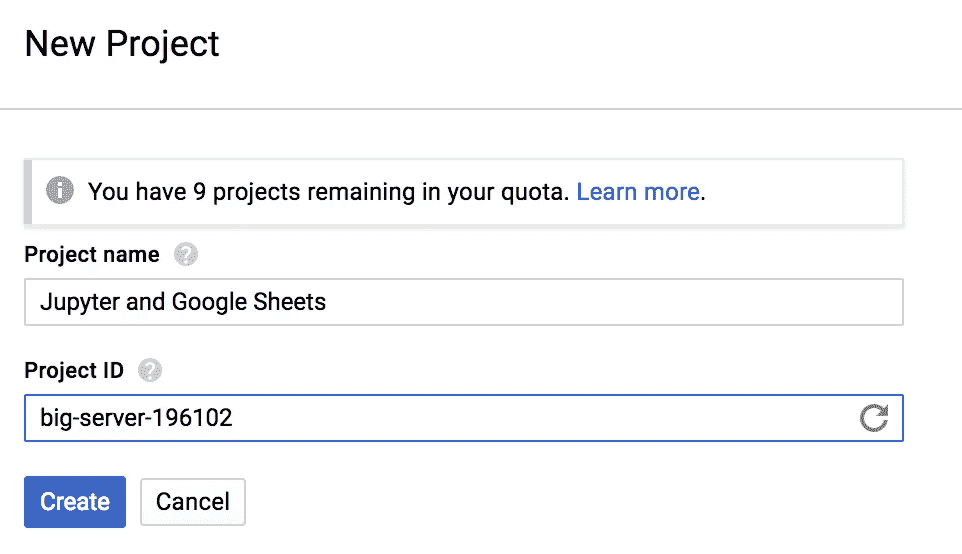 New Project
You have 9 projects remaining in your quota. Learn more.
Project name
Jupyter and Google Sheets
Project ID
big-server-196102
Create Cancel